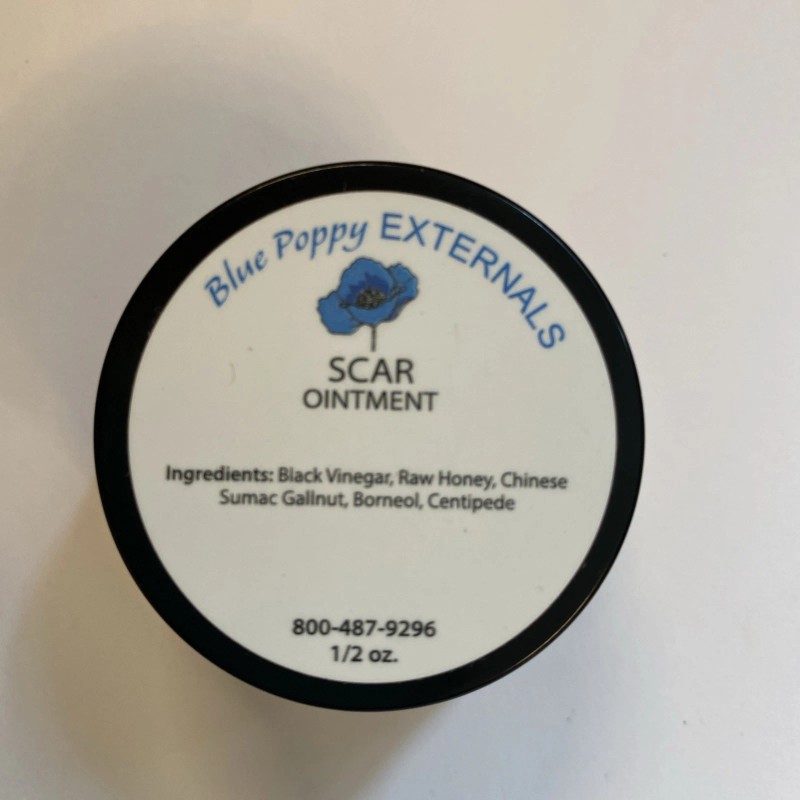 Blue Poppy EXTERNALS
SCAR
OINTMENT
Ingredients: Black Vinegar, Raw Honey, Chinese
Sumac Gallnut, Borneol, Centipede
800-487-9296
1/2 oz.